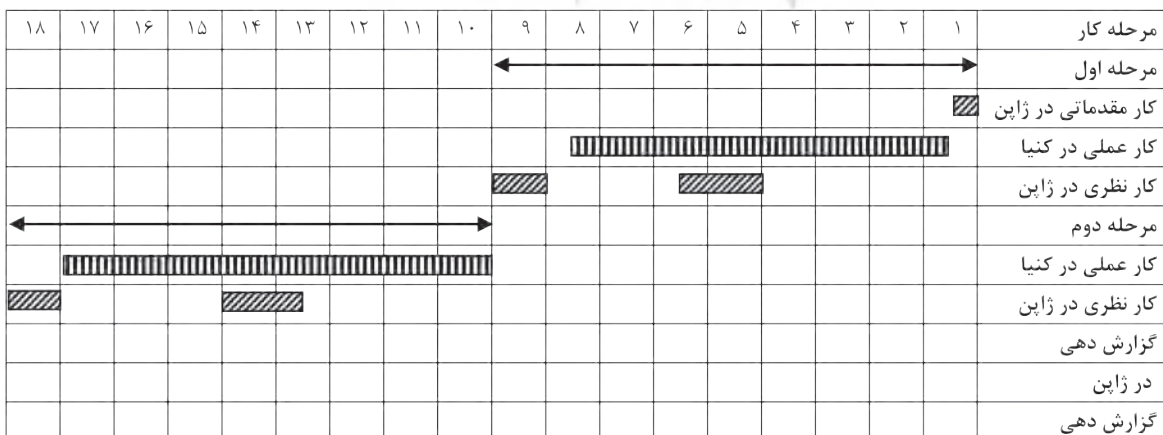 مرحله کار ۱ ۲ ۳ ۴ ۵ ۶ ۷ ۸ ۹ ۱۰ ۱۱ ۱۲ ۱۳ ۱۴ ۱۵ ۱۶ ۱۷ ۱۸
مرحله اول
کار مقدماتی در ژاپن
کار عملی در کنیا
کار نظری در ژاپن
مرحله دوم
کار عملی در کنیا
کار نظری در ژاپن
گزارش دهی
در ژاپن
گزارش دهی